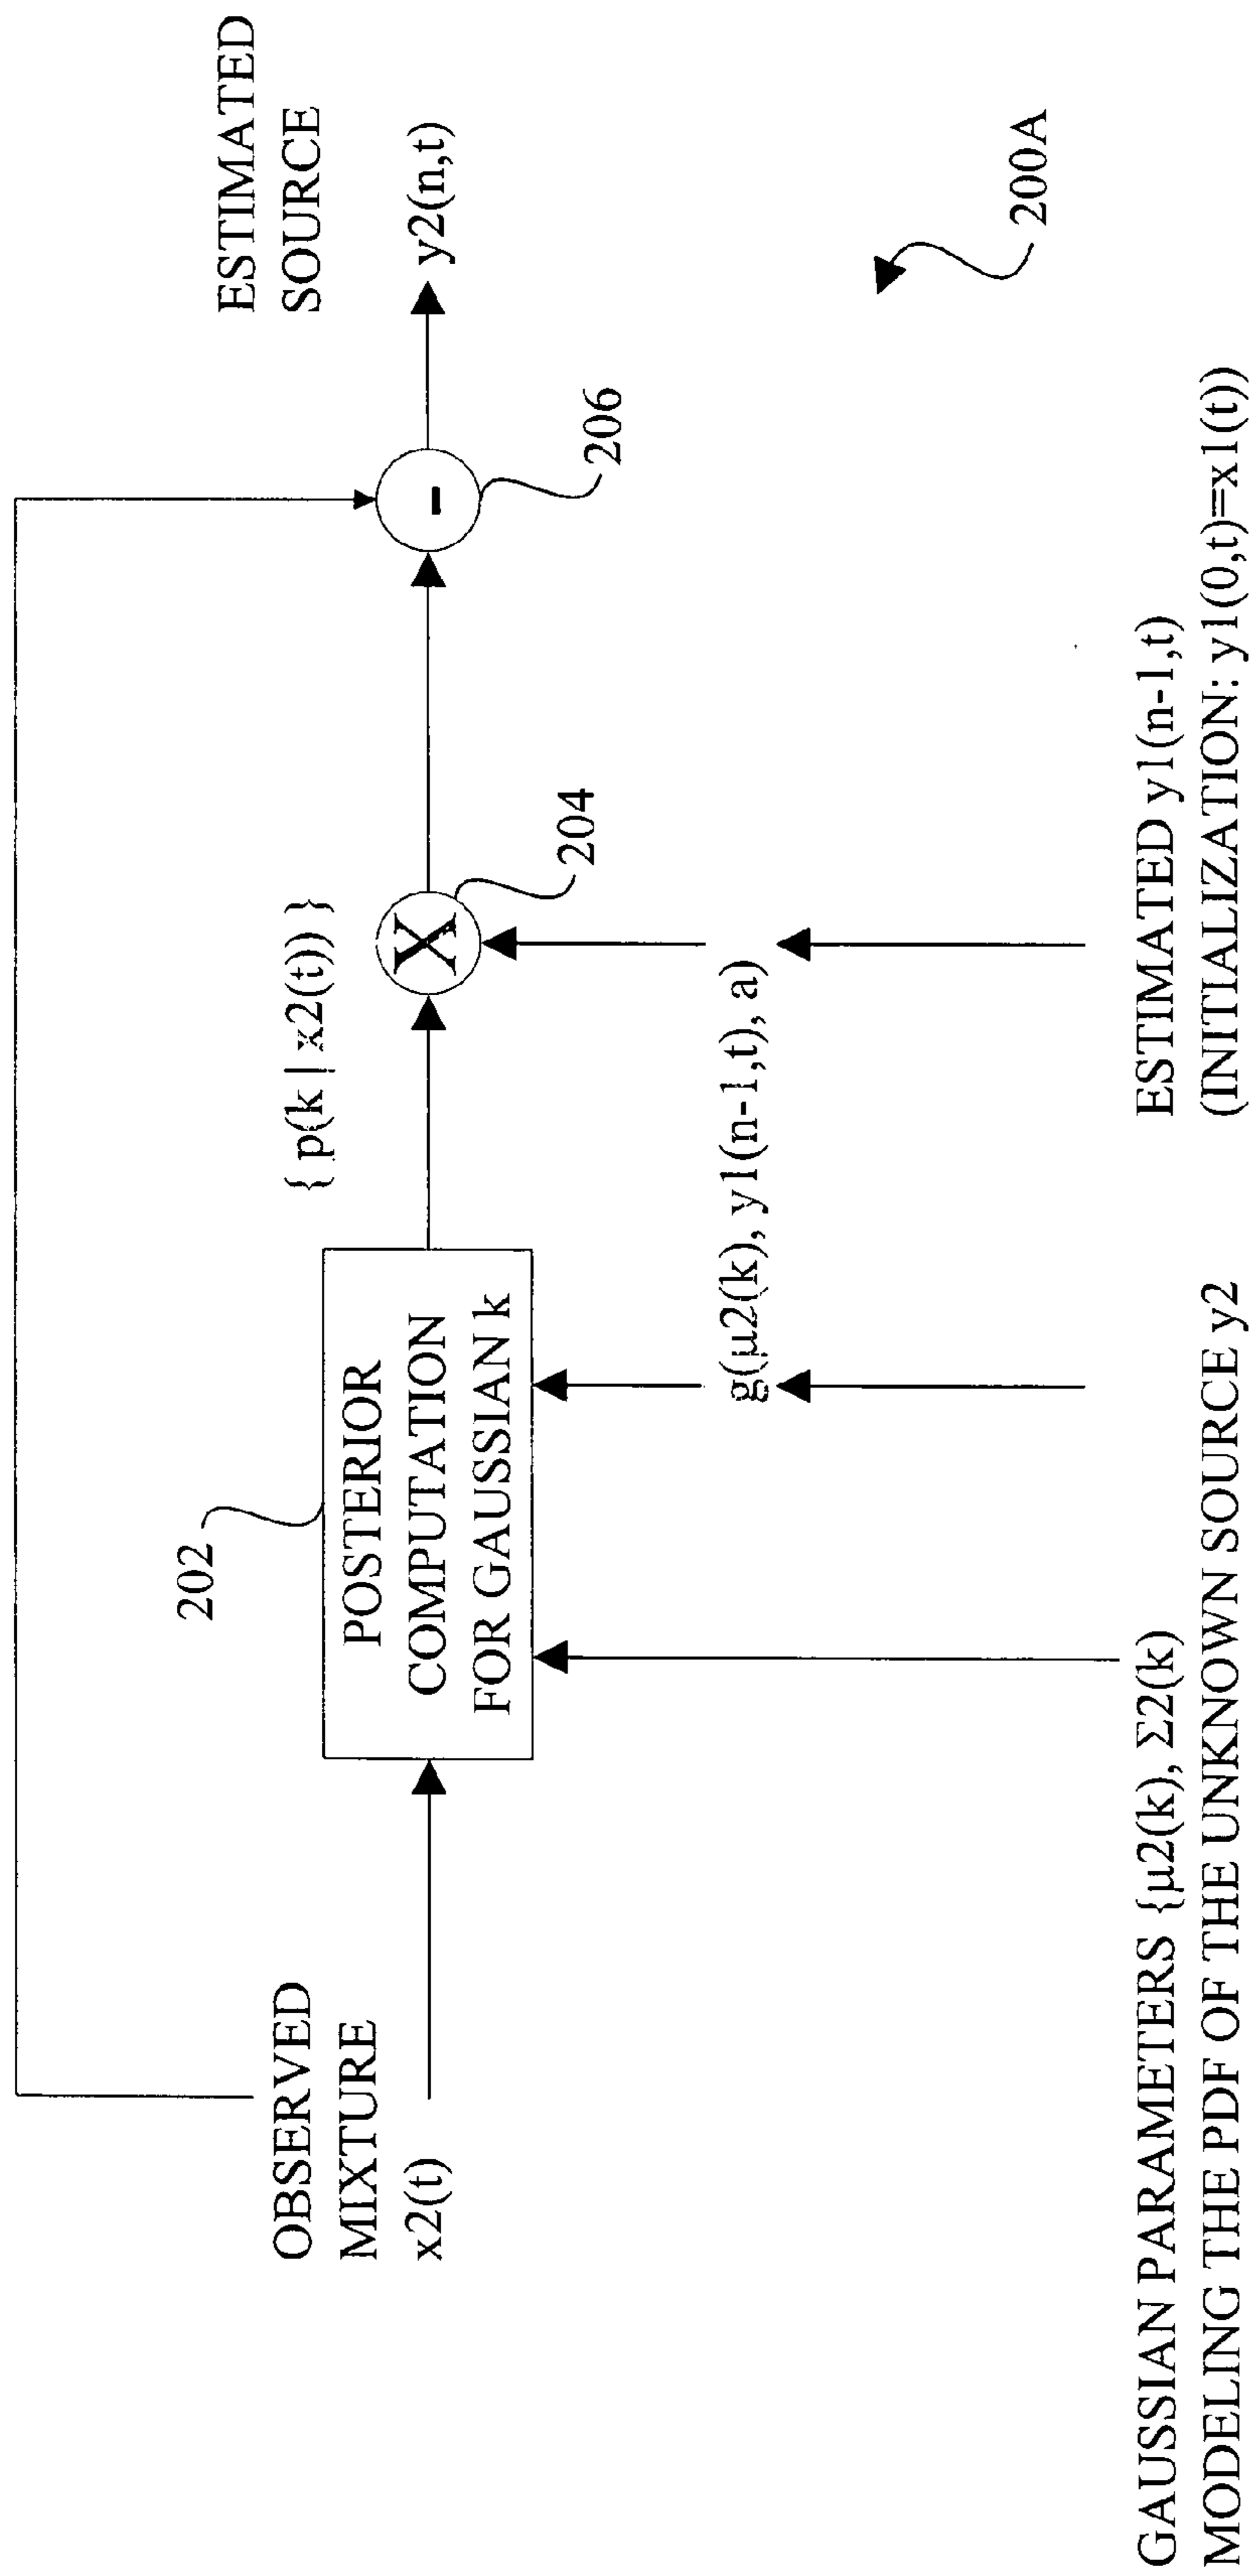 OBSERVED
MIXTURE
x2(t)
202
POSTERIOR
COMPUTATION
FOR GAUSSIAN k
{ p(k | x2(t)) }
X
204
-
206
ESTIMATED
SOURCE
y2(n,t)
g(μ2(k), y1(n-1,t), a)
200A
GAUSSIAN PARAMETERS {μ2(k), Σ2(k)
MODELING THE PDF OF THE UNKNOWN SOURCE y2
ESTIMATED y1(n-1,t)
(INITIALIZATION: y1(0,t)=x1(t))